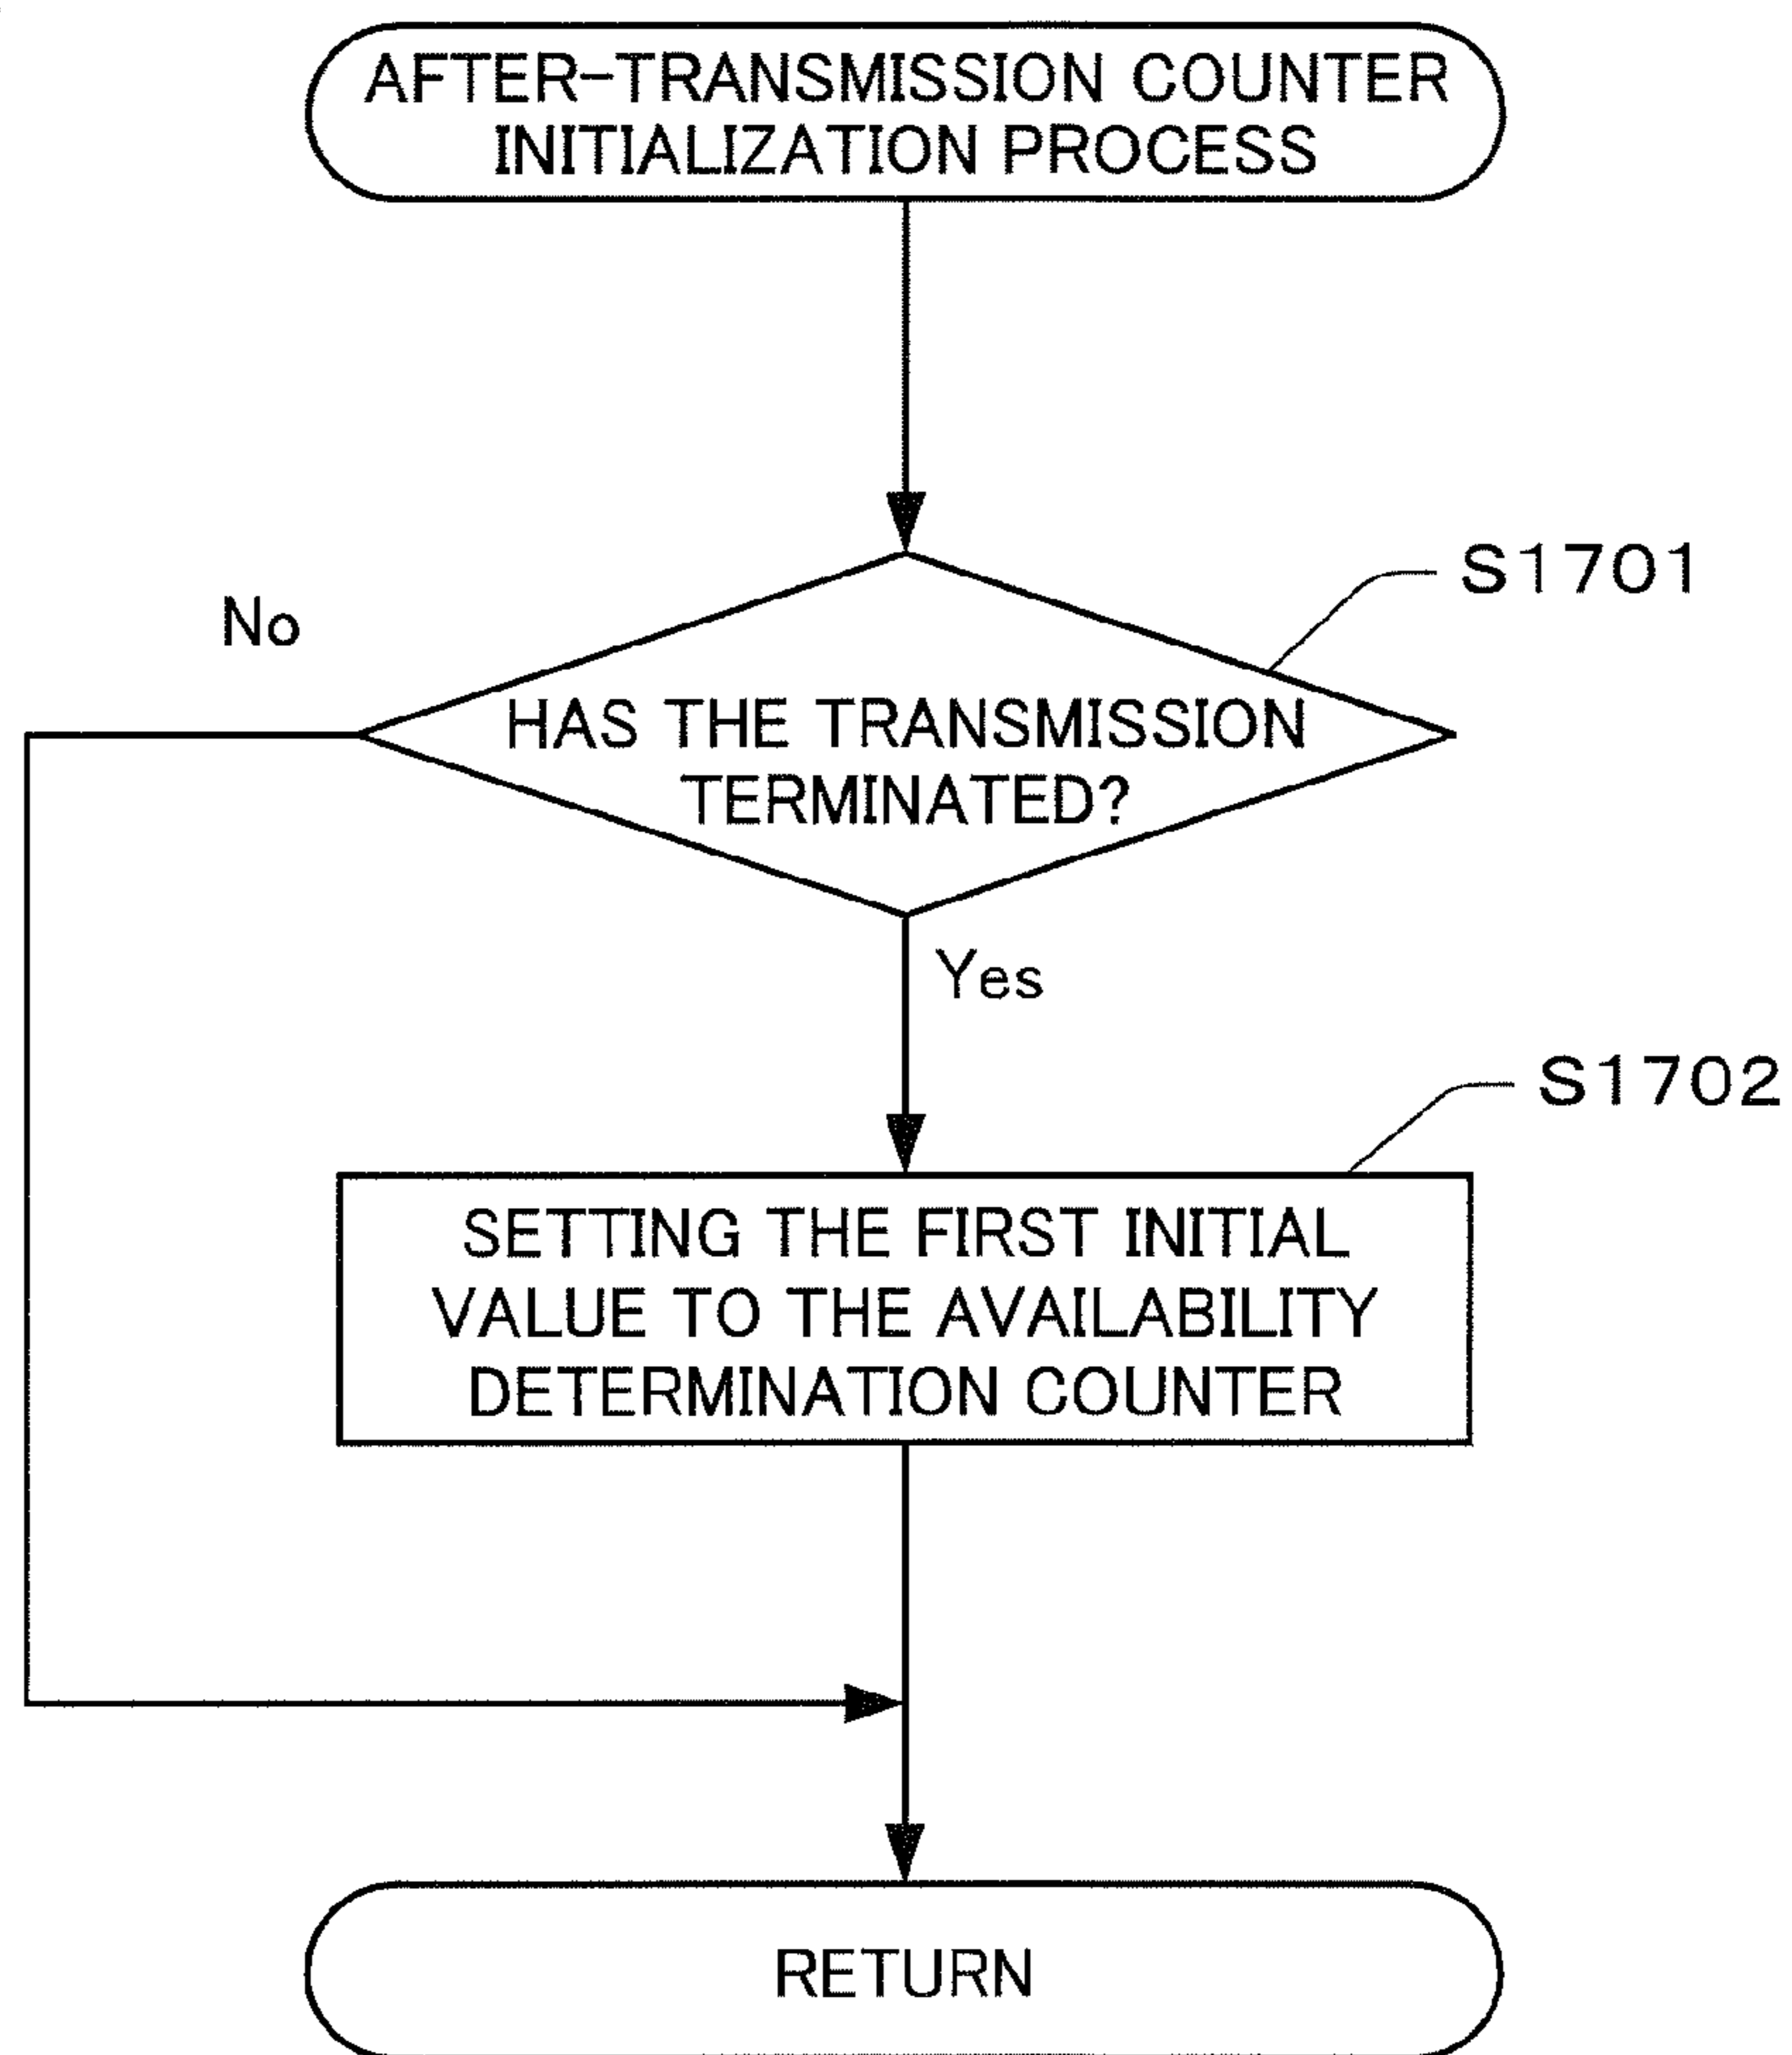 AFTER-TRANSMISSION COUNTER
INITIALIZATION PROCESS
S1701
No
HAS THE TRANSMISSION
TERMINATED?
Yes
S1702
SETTING THE FIRST INITIAL
VALUE TO THE AVAILABILITY
DETERMINATION COUNTER
RETURN